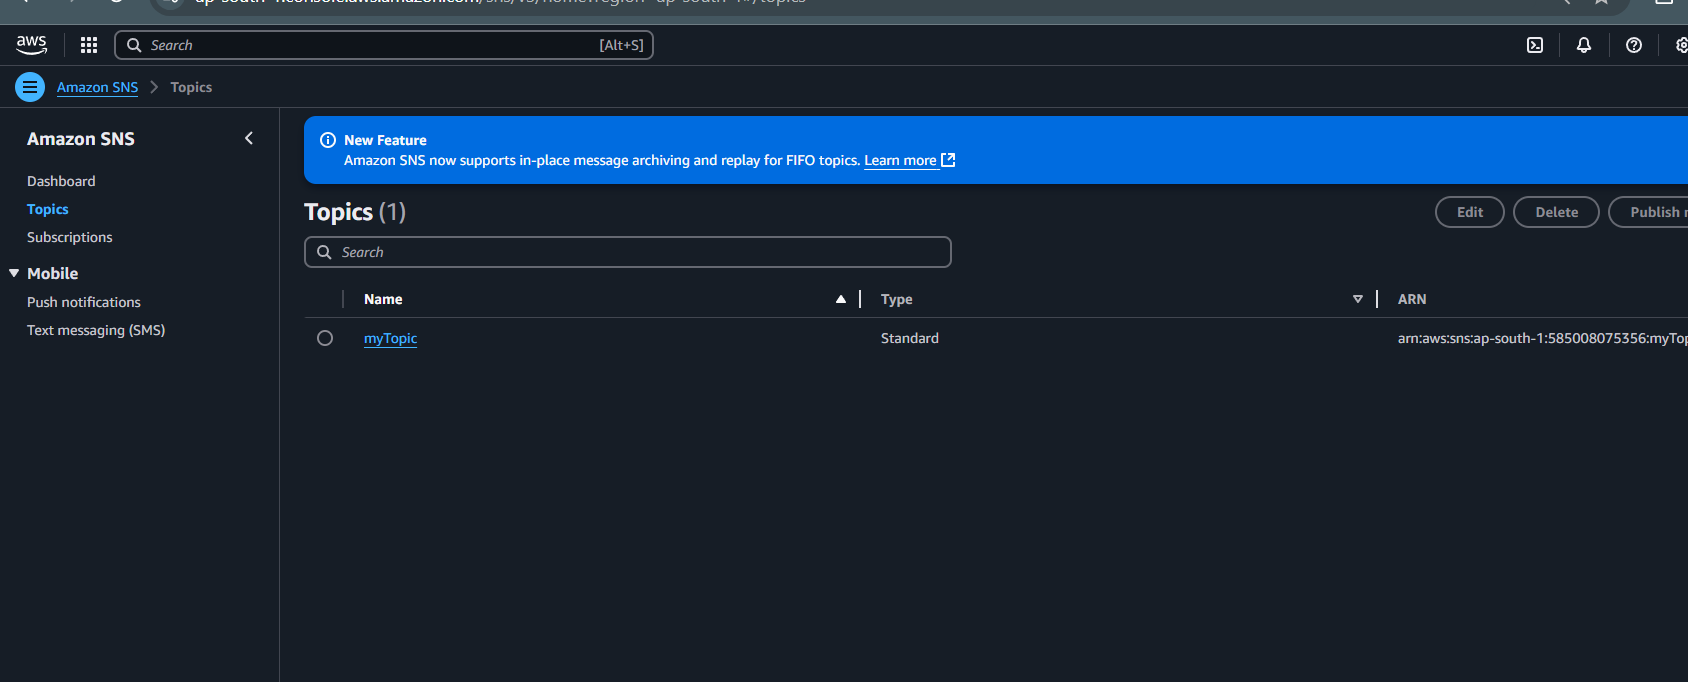 aws
Search [Alt+S]
Amazon SNS > Topics
Amazon SNS
Dashboard
Topics
Subscriptions
Mobile
Push notifications
Text messaging (SMS)
New Feature
Amazon SNS now supports in-place message archiving and replay for FIFO topics. Learn more
Topics (1)
Edit
Delete
Publish
Search
Name
Type
ARN
myTopic
Standard
arn:aws:sns:ap-south-1:585008075356:myTop